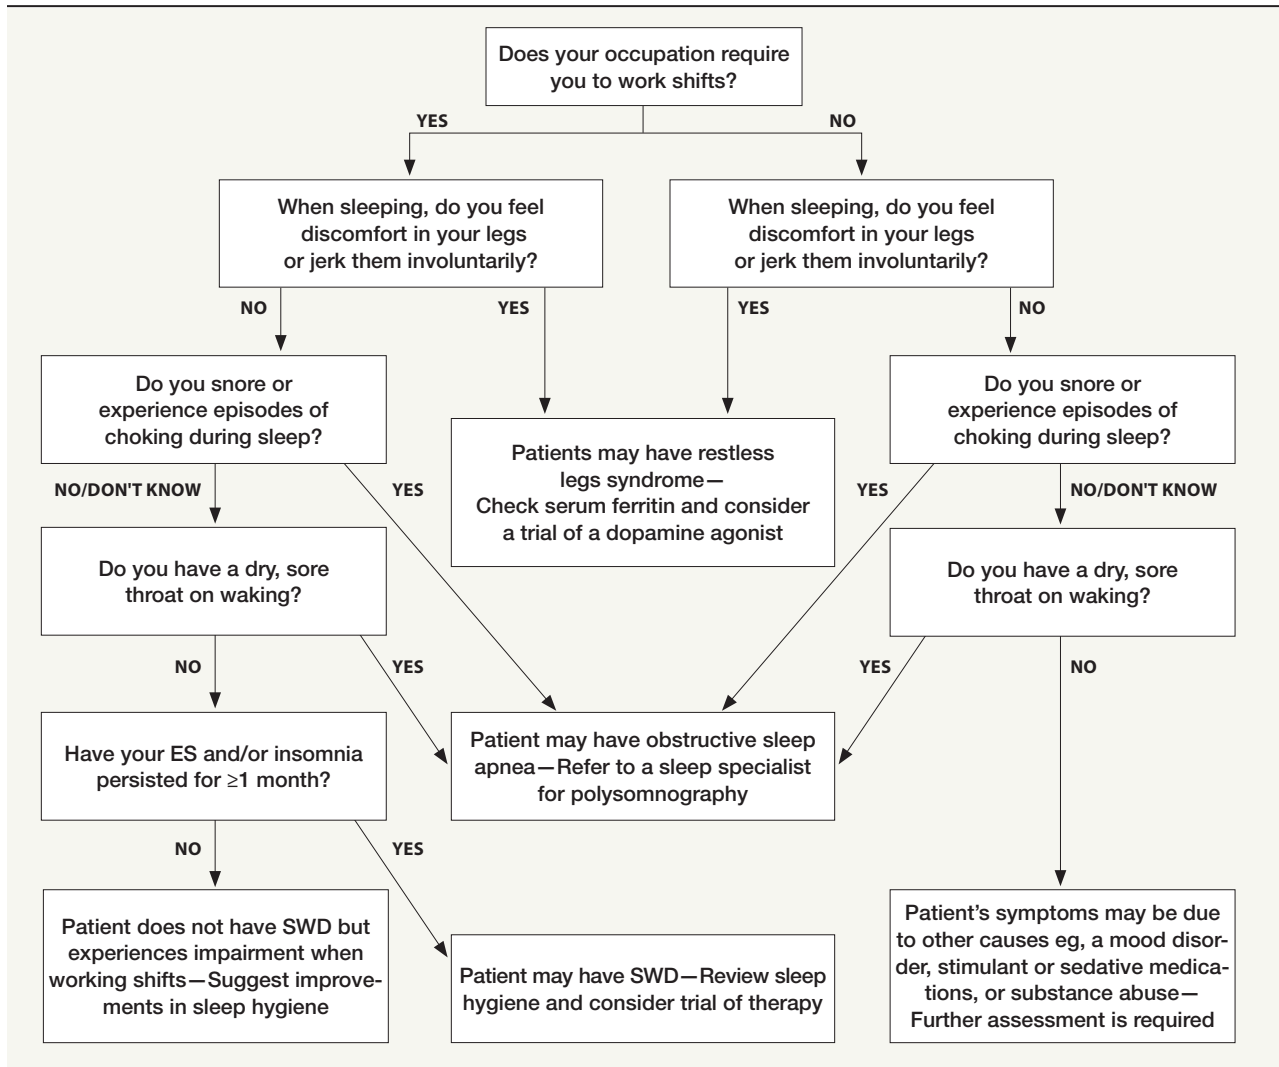 Does your occupation require
you to work shifts?
YES
NO
When sleeping, do you feel
discomfort in your legs
or jerk them involuntarily?
When sleeping, do you feel
discomfort in your legs
or jerk them involuntarily?
NO
YES
YES
NO
Do you snore or
experience episodes of
choking during sleep?
Do you snore or
experience episodes of
choking during sleep?
Patients may have restless
legs syndrome—
Check serum ferritin and consider
a trial of a dopamine agonist
NO/DON'T KNOW
YES
YES
NO/DON'T KNOW
Do you have a dry, sore
throat on waking?
Do you have a dry, sore
throat on waking?
NO
YES
YES
NO
Have your ES and/or insomnia
persisted for ≥1 month?
Patient may have obstructive sleep
apnea—Refer to a sleep specialist
for polysomnography
NO
YES
Patient does not have SWD but
experiences impairment when
working shifts—Suggest improve-
ments in sleep hygiene
Patient may have SWD—Review sleep
hygiene and consider trial of therapy
Patient’s symptoms may be due
to other causes eg, a mood disor-
der, stimulant or sedative medica-
tions, or substance abuse—
Further assessment is required